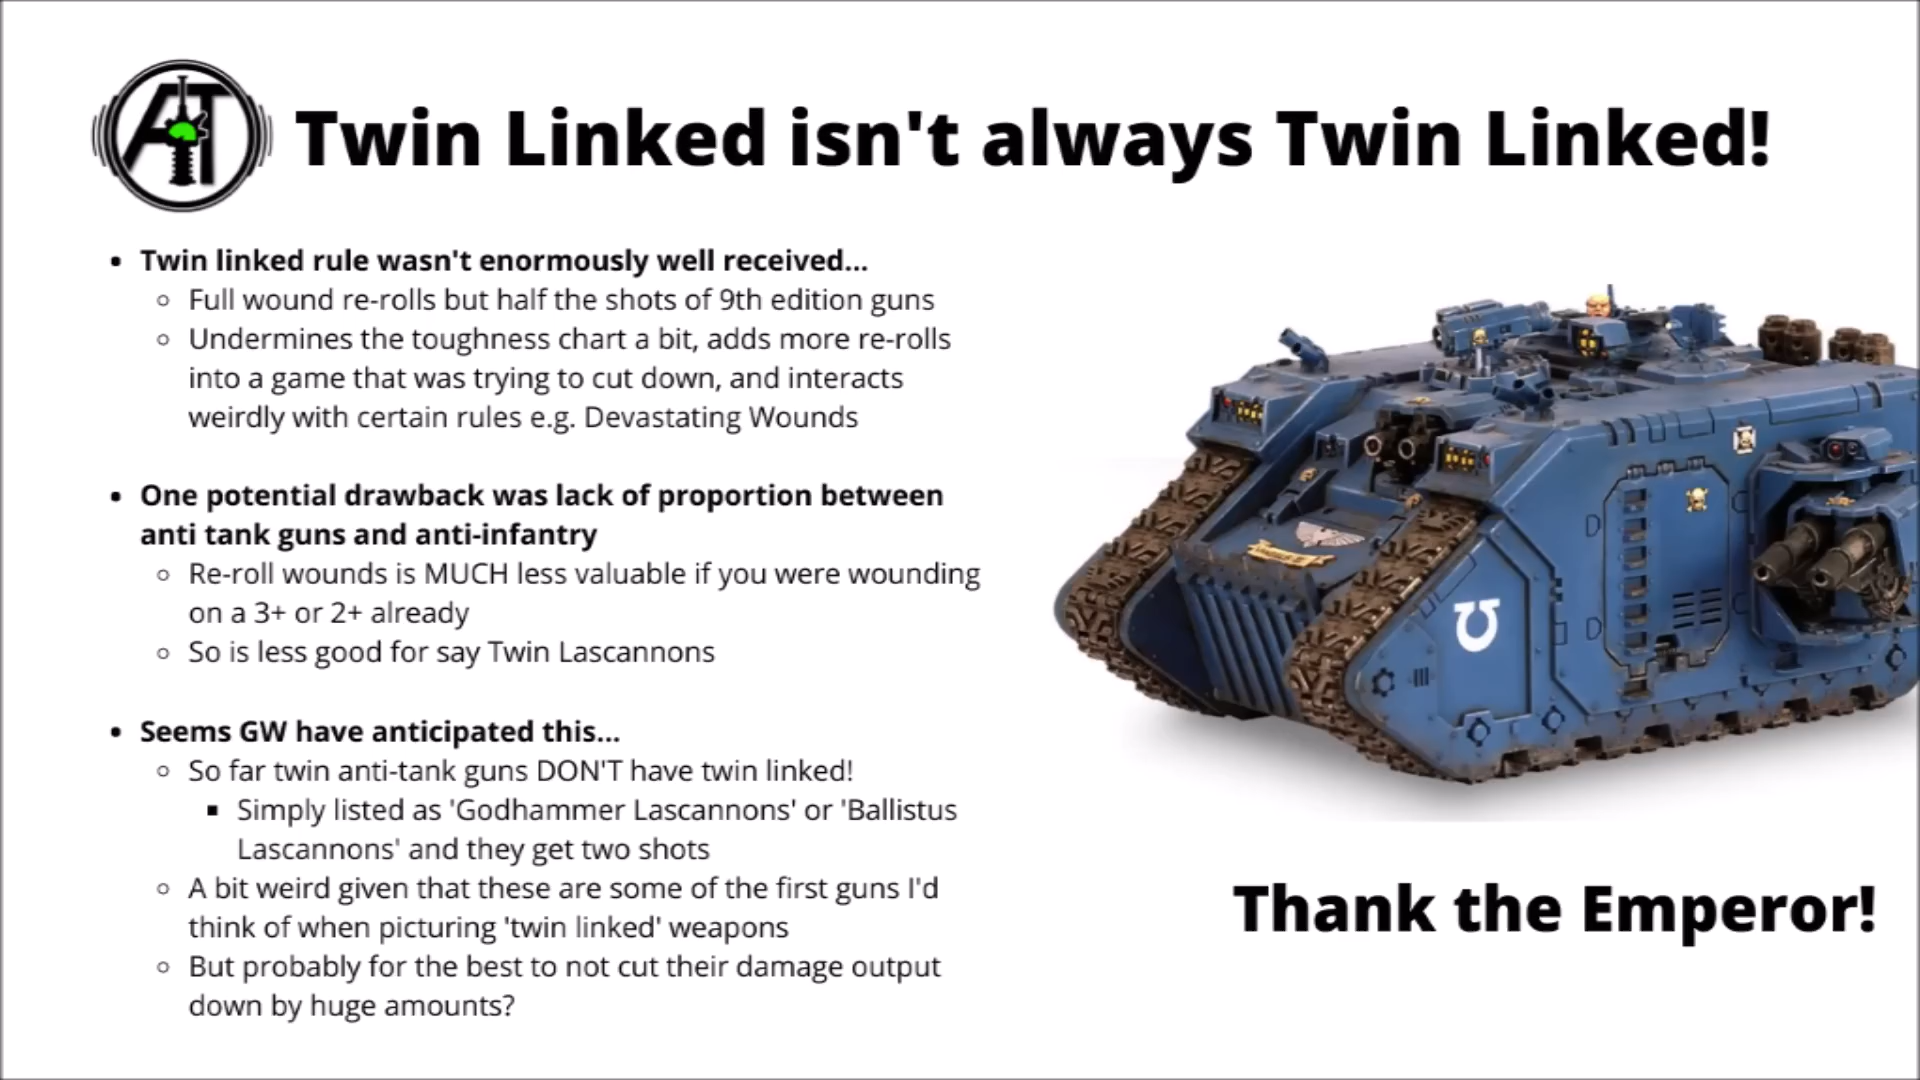 AT
Twin Linked isn't always Twin Linked!
• Twin linked rule wasn't enormously well received...
○ Full wound re-rolls but half the shots of 9th edition guns
○ Undermines the toughness chart a bit, adds more re-rolls
into a game that was trying to cut down, and interacts
weirdly with certain rules e.g. Devastating Wounds
• One potential drawback was lack of proportion between
anti tank guns and anti-infantry
○ Re-roll wounds is MUCH less valuable if you were wounding
on a 3+ or 2+ already
○ So is less good for say Twin Lascannons
• Seems GW have anticipated this...
○ So far twin anti-tank guns DON'T have twin linked!
▪ Simply listed as 'Godhammer Lascannons' or 'Ballistus
Lascannons' and they get two shots
○ A bit weird given that these are some of the first guns I'd
think of when picturing 'twin linked' weapons
○ But probably for the best to not cut their damage output
down by huge amounts?
Thank the Emperor!